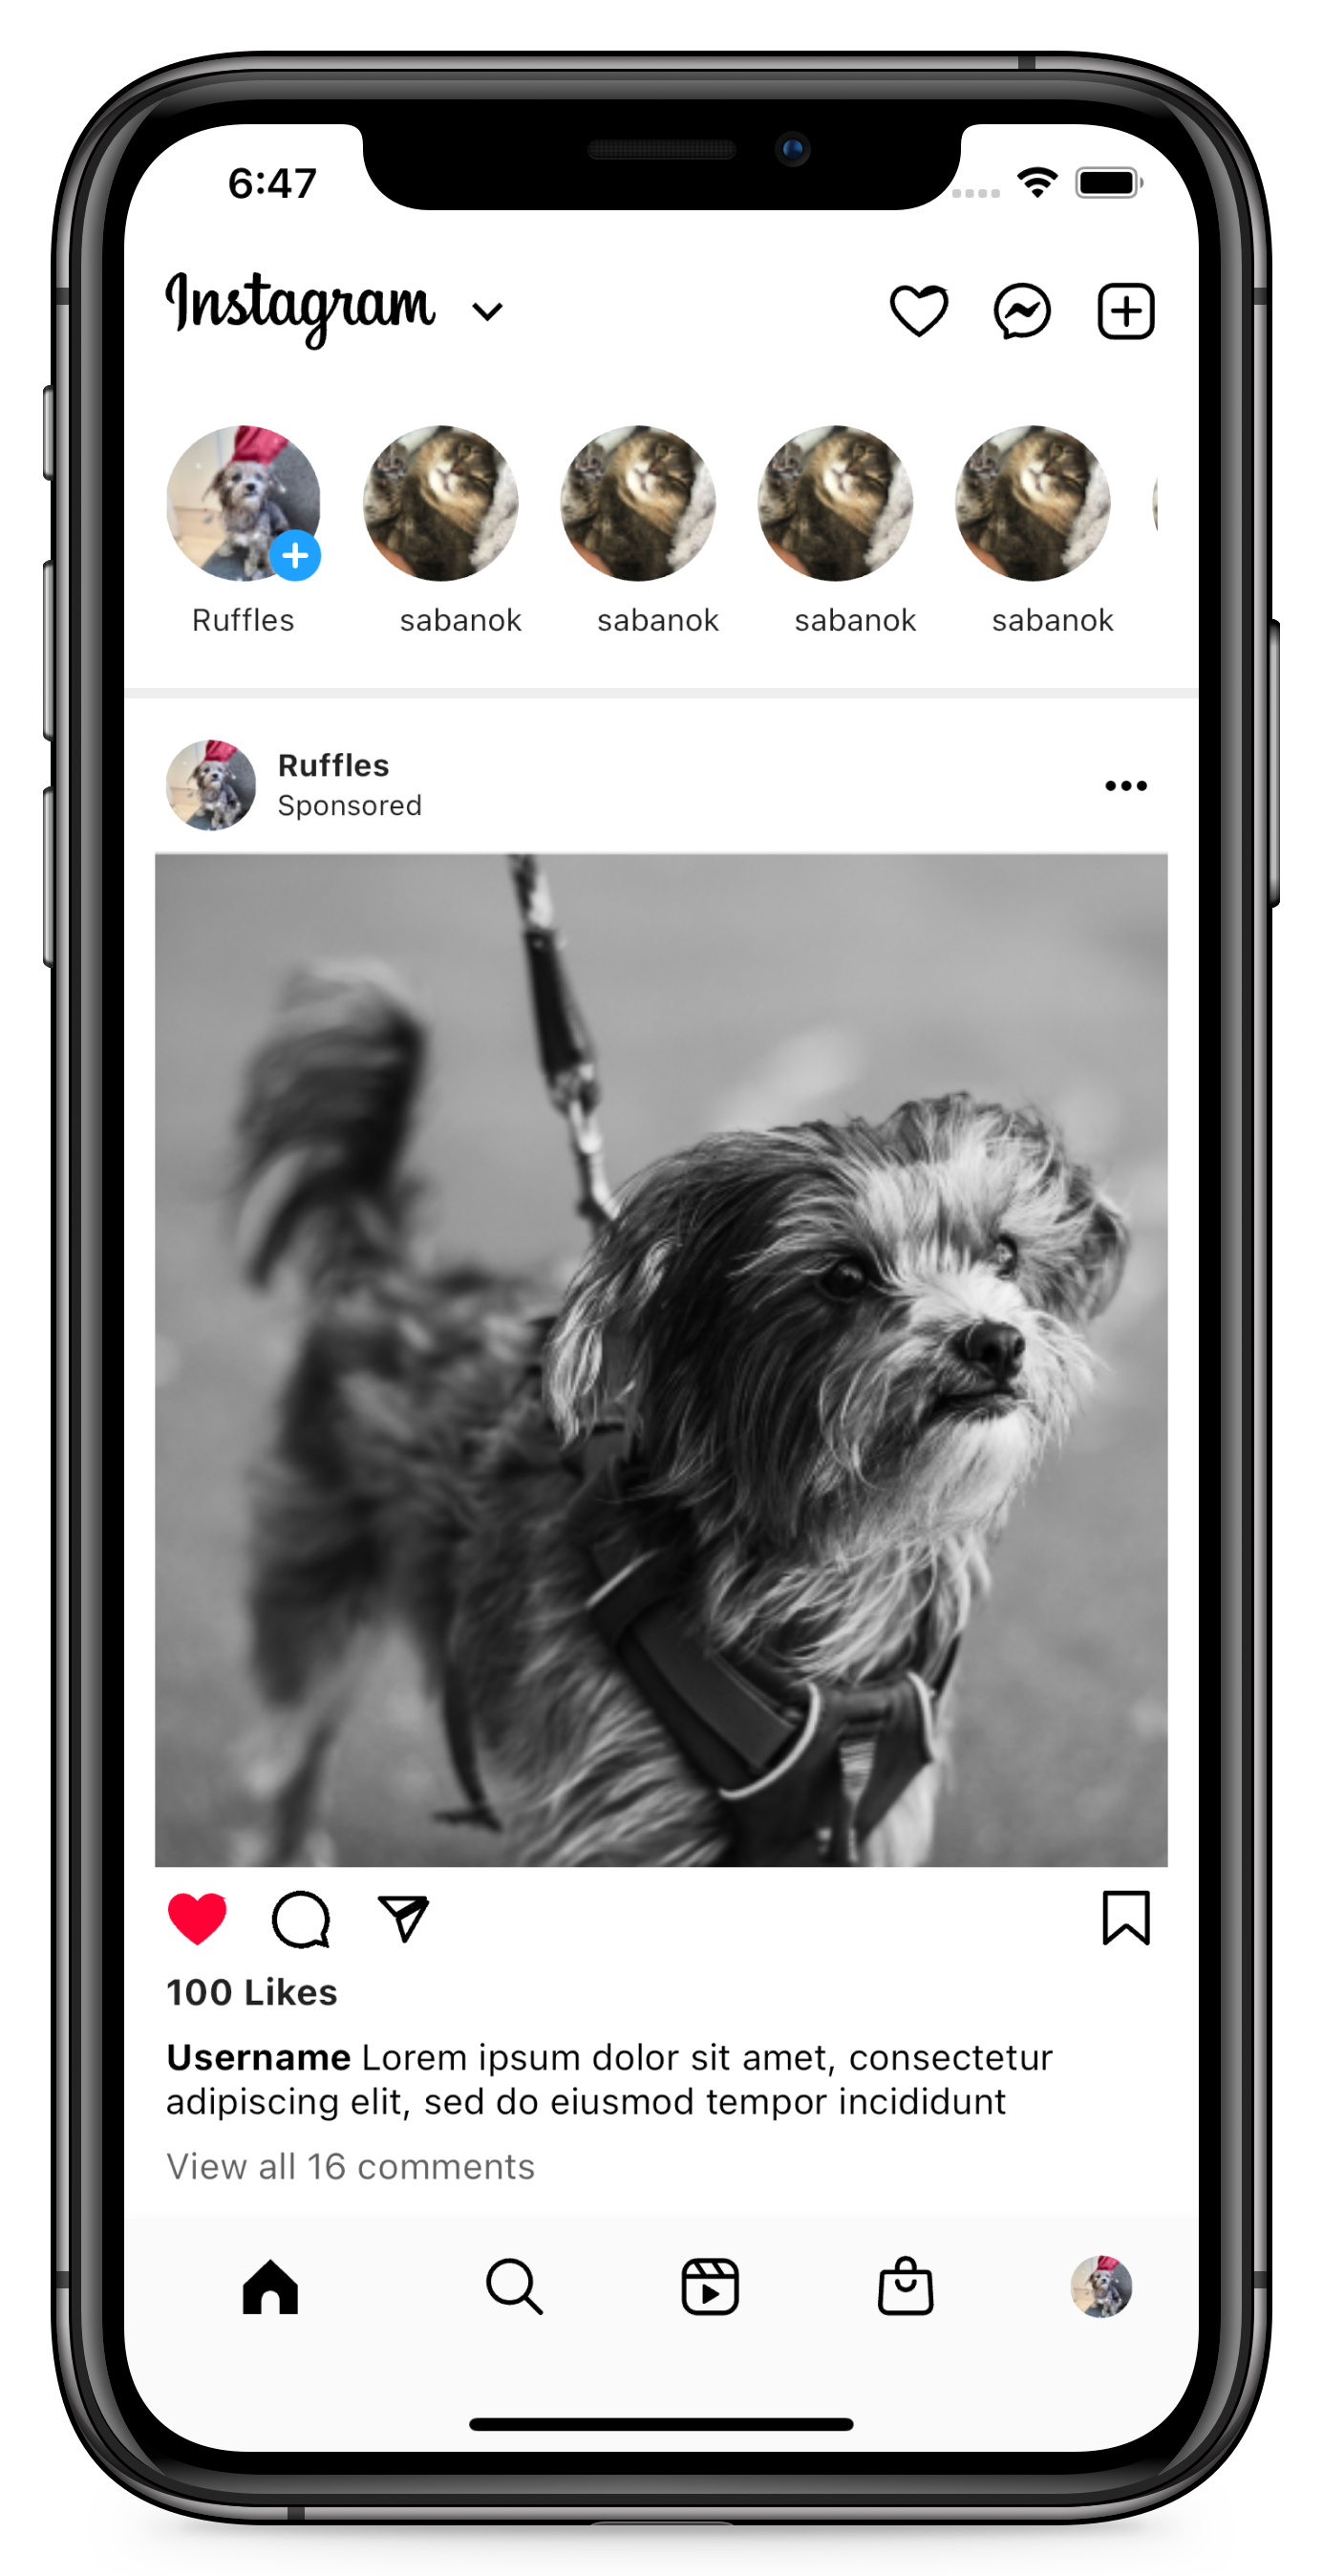 6:47
Instagram
Ruffles
sabanok
sabanok
sabanok
sabanok
Ruffles
Sponsored
100 Likes
Username Lorem ipsum dolor sit amet, consectetur
adipiscing elit, sed do eiusmod tempor incididunt
View all 16 comments